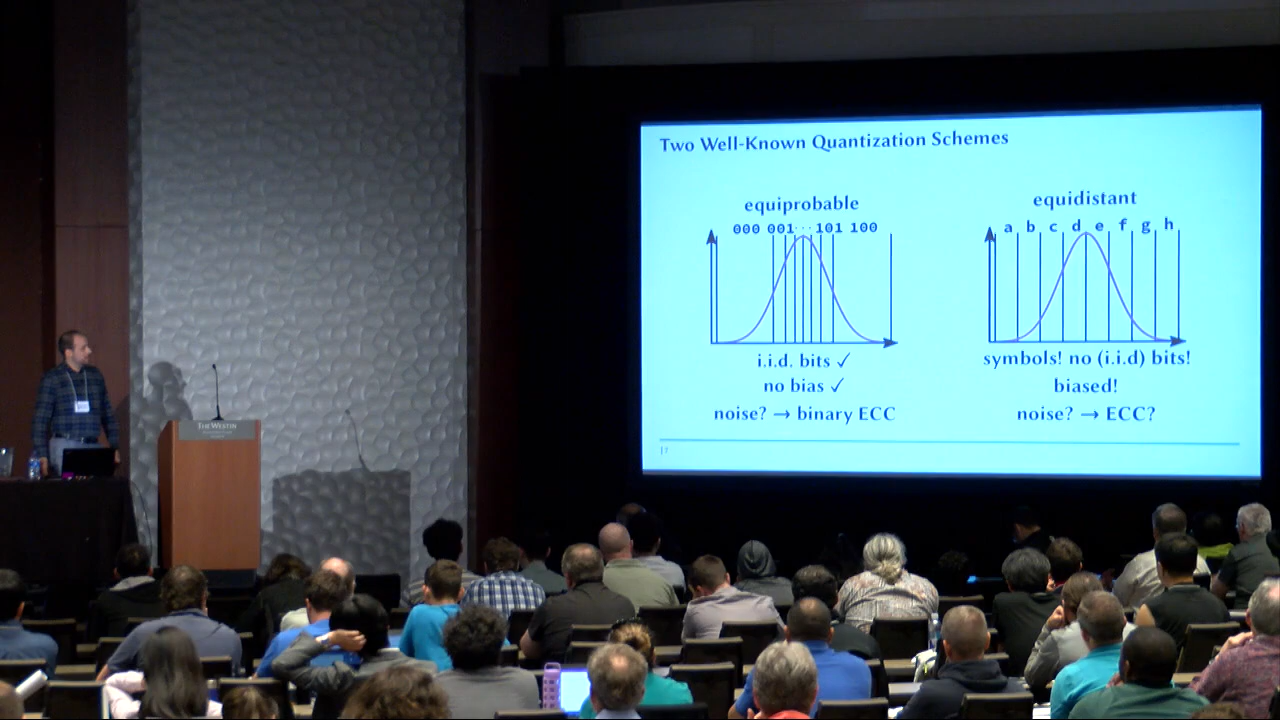 Two Well-Known Quantization Schemes
equiprobable
000 001 ··· 101 100
i.i.d. bits ✓
no bias ✓
noise? → binary ECC
equidistant
a b c d e f g h
symbols! no (i.i.d) bits!
biased!
noise? → ECC?
| 7
THE WESTIN